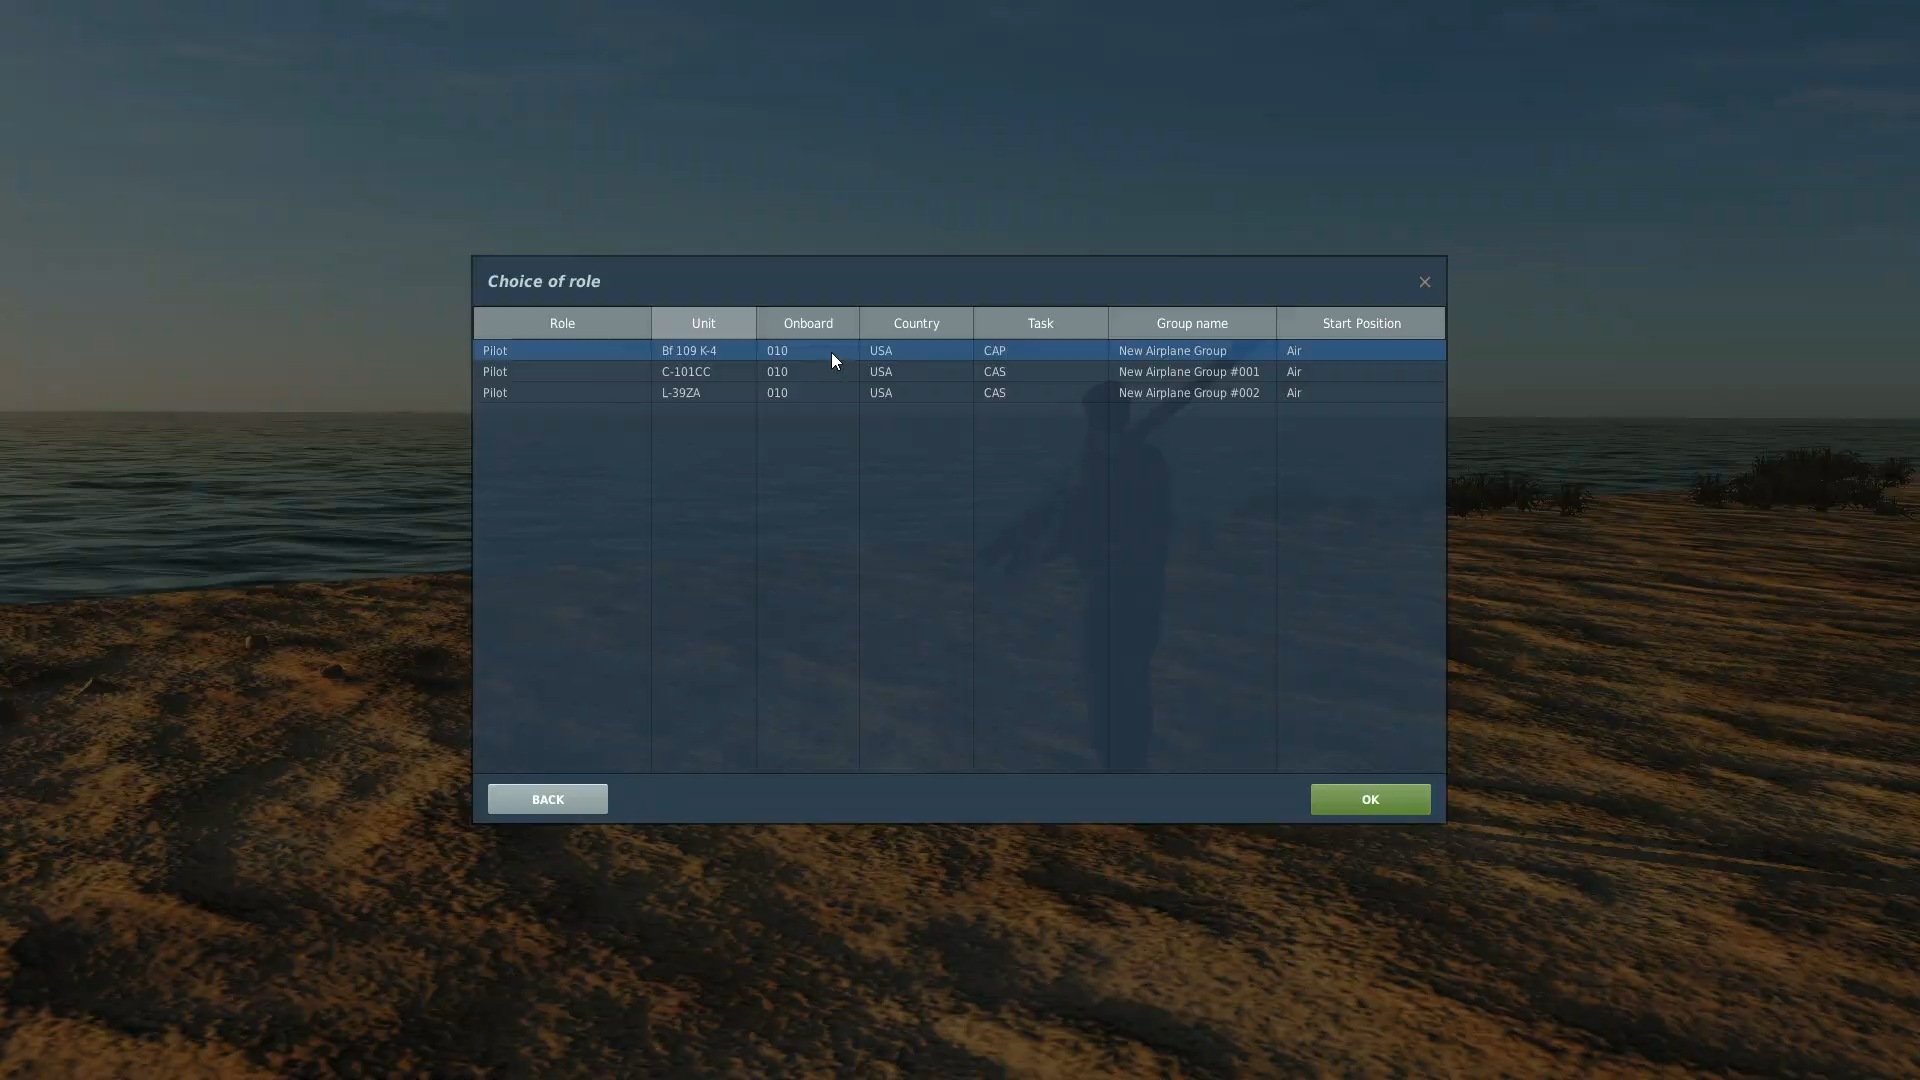 Choice of role
Role Unit Onboard Country Task Group name Start Position
Pilot Bf 109 K-4 010 USA CAP New Airplane Group Air
Pilot C-101CC 010 USA CAS New Airplane Group #001 Air
Pilot L-39ZA 010 USA CAS New Airplane Group #002 Air
BACK OK